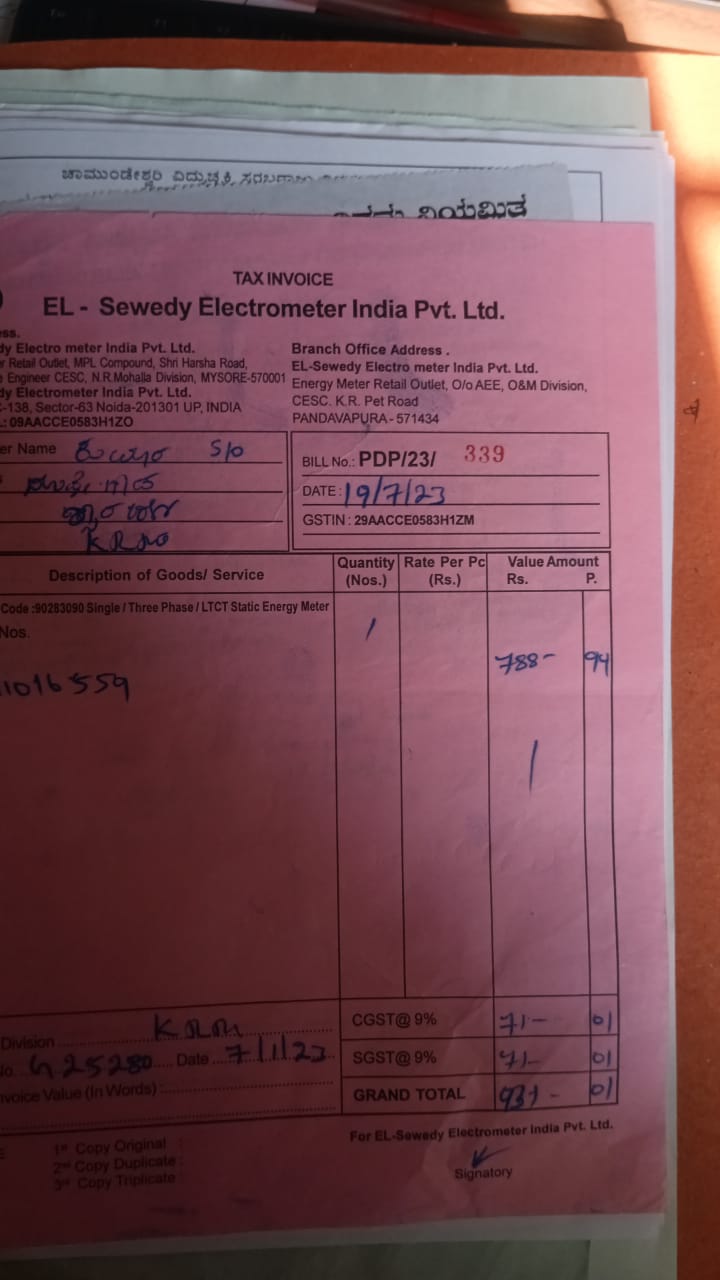 ಚಾಮುಂಡೇಶ್ವರಿ ವಿದ್ಯುಚ್ಛಕ್ತಿ ಸರಬರಾಜು
ನಿಯಮಿತ
TAX INVOICE
EL - Sewedy Electrometer India Pvt. Ltd.
ess.
dy Electro meter India Pvt. Ltd.
r Retail Outlet, MPL Compound, Shri Harsha Road,
e Engineer CESC, N.R.Mohalla Division, MYSORE-570001
dy Electrometer India Pvt. Ltd.
C-138, Sector-63 Noida-201301 UP, INDIA
.: 09AACCE0583H1ZO
Branch Office Address .
EL-Sewedy Electro meter India Pvt. Ltd.
Energy Meter Retail Outlet, O/o AEE, O&M Division,
CESC. K.R. Pet Road
PANDAVAPURA - 571434
er Name S/o
KRM
BILL No.: PDP/23/ 339
DATE : 19/7/23
GSTIN : 29AACCE0583H1ZM
Description of Goods/ Service Quantity (Nos.) Rate Per Pc (Rs.) Value Amount Rs. P.
Code :90283090 Single / Three Phase / LTCT Static Energy Meter
Nos. 1
788- 94
1016559
Division KRM CGST@ 9% 71- 01
No. 625280 Date 7/1/23 SGST@ 9% 71- 01
nvoice Value (In Words) : GRAND TOTAL 931- 01
For EL-Sewedy Electrometer India Pvt. Ltd.
1st Copy Original :
2nd Copy Duplicate :
3rd Copy Triplicate :
Signatory